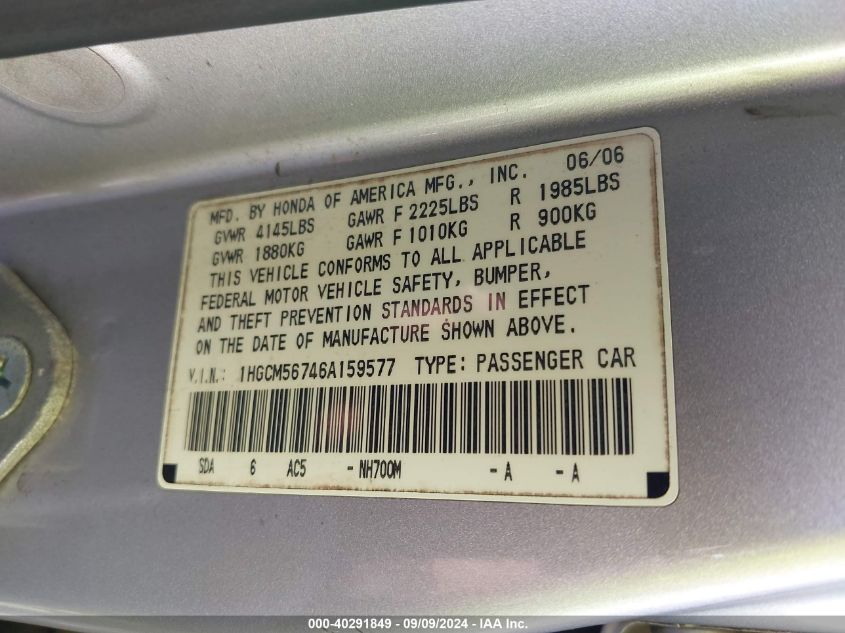 MFD. BY HONDA OF AMERICA MFG., INC. 06/06
GVWR 4145LBS GAWR F 2225LBS R 1985LBS
GVWR 1880KG GAWR F 1010KG R 900KG
THIS VEHICLE CONFORMS TO ALL APPLICABLE
FEDERAL MOTOR VEHICLE SAFETY, BUMPER,
AND THEFT PREVENTION STANDARDS IN EFFECT
ON THE DATE OF MANUFACTURE SHOWN ABOVE.
V.I.N.: 1HGCM56746A159577 TYPE: PASSENGER CAR
SDA 6 AC5 - NH700M - A - A
000-40291849 - 09/09/2024 - IAA Inc.